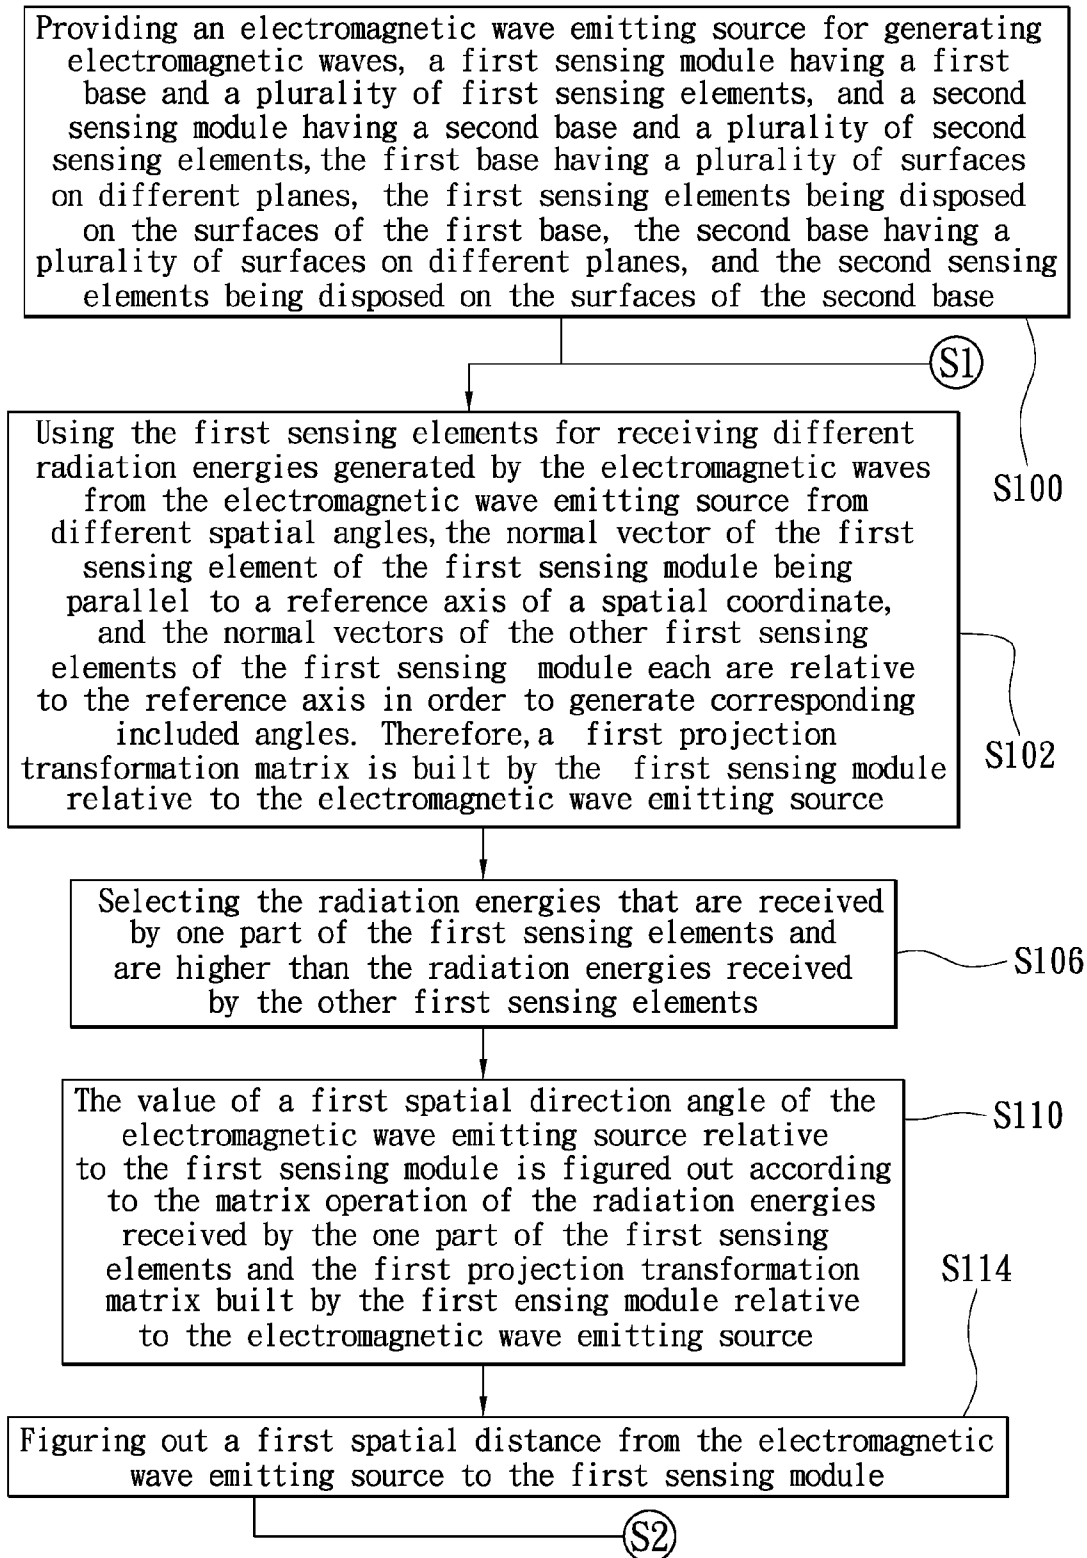 Providing an electromagnetic wave emitting source for generating
electromagnetic waves, a first sensing module having a first
base and a plurality of first sensing elements, and a second
sensing module having a second base and a plurality of second
sensing elements, the first base having a plurality of surfaces
on different planes, the first sensing elements being disposed
on the surfaces of the first base, the second base having a
plurality of surfaces on different planes, and the second sensing
elements being disposed on the surfaces of the second base
S1
S100
Using the first sensing elements for receiving different
radiation energies generated by the electromagnetic waves
from the electromagnetic wave emitting source from
different spatial angles, the normal vector of the first
sensing element of the first sensing module being
parallel to a reference axis of a spatial coordinate,
and the normal vectors of the other first sensing
elements of the first sensing module each are relative
to the reference axis in order to generate corresponding
included angles. Therefore, a first projection
transformation matrix is built by the first sensing module
relative to the electromagnetic wave emitting source
S102
Selecting the radiation energies that are received
by one part of the first sensing elements and
are higher than the radiation energies received
by the other first sensing elements
S106
The value of a first spatial direction angle of the
electromagnetic wave emitting source relative
to the first sensing module is figured out according
to the matrix operation of the radiation energies
received by the one part of the first sensing
elements and the first projection transformation
matrix built by the first ensing module relative
to the electromagnetic wave emitting source
S110
S114
Figuring out a first spatial distance from the electromagnetic
wave emitting source to the first sensing module
S2